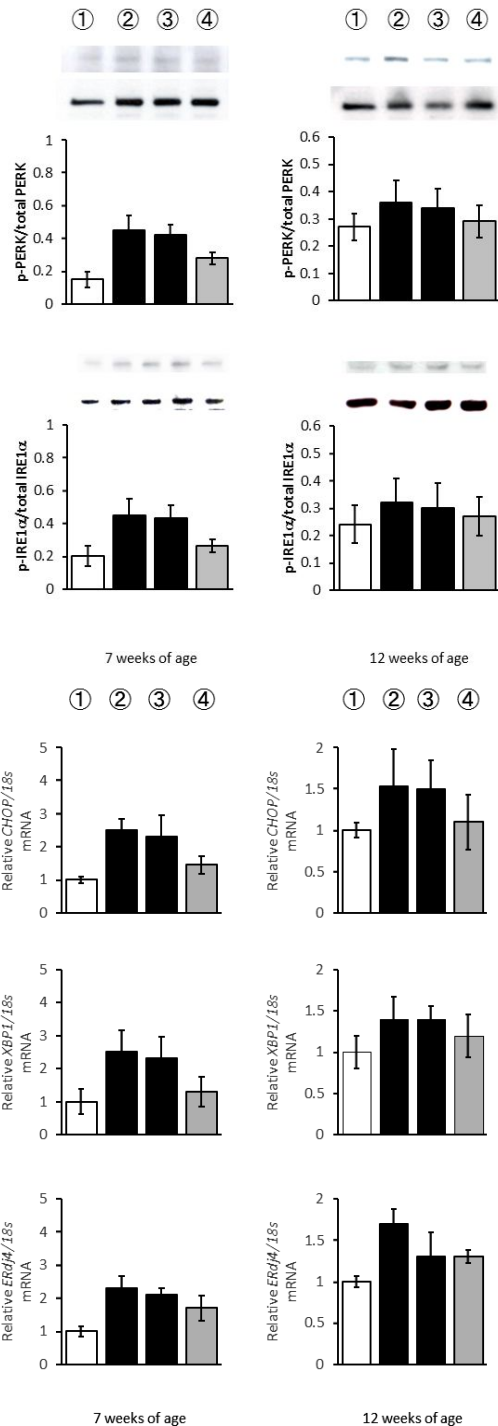 ① ② ③ ④
① ② ③ ④
p-PERK/total PERK
1
0.8
0.6
0.4
0.2
0
p-PERK/total PERK
0.6
0.5
0.4
0.3
0.2
0.1
0
p-IRE1α/total IRE1α
1
0.8
0.6
0.4
0.2
0
p-IRE1α/total IRE1α
0.6
0.5
0.4
0.3
0.2
0.1
0
7 weeks of age
12 weeks of age
① ② ③ ④
① ② ③ ④
Relative CHOP/18s
mRNA
5
4
3
2
1
0
Relative CHOP/18s
mRNA
2
1.5
1
0.5
0
Relative XBP1/18s
mRNA
5
4
3
2
1
0
Relative XBP1/18s
mRNA
2
1.5
1
0.5
0
Relative ERdj4/18s
mRNA
5
4
3
2
1
0
Relative ERdj4/18s
mRNA
2
1.5
1
0.5
0
7 weeks of age
12 weeks of age